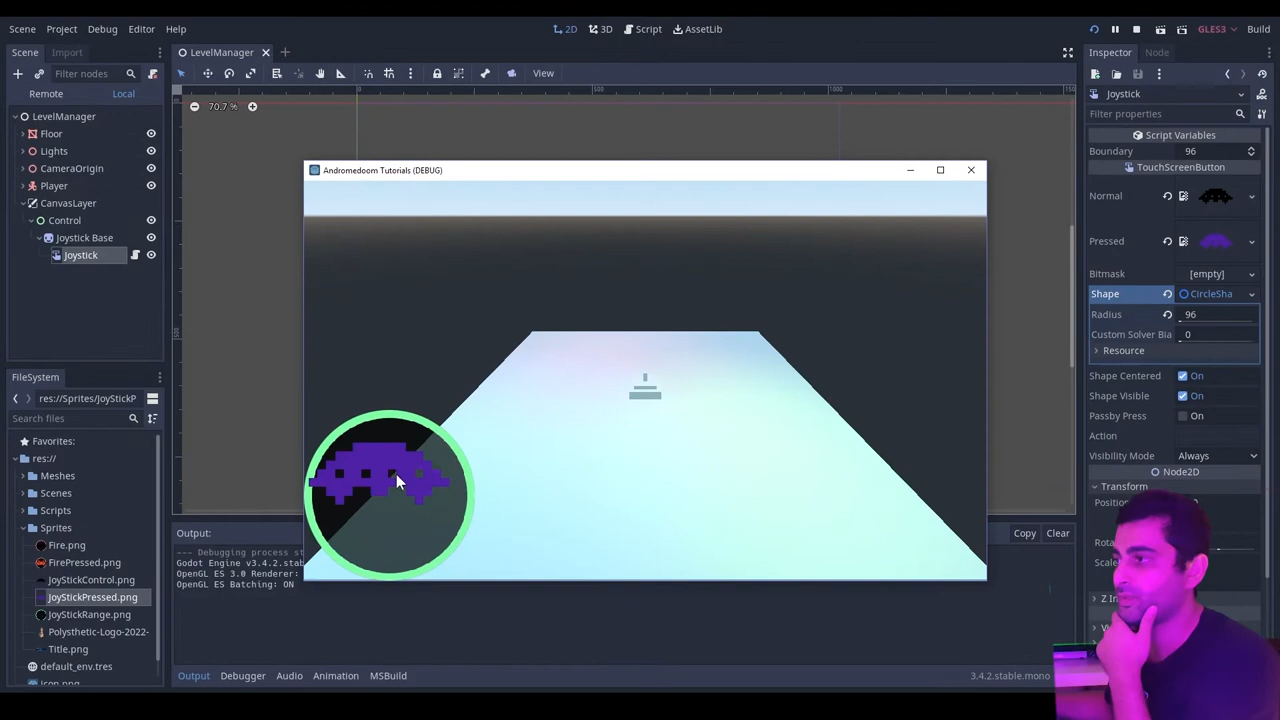 Scene Project Debug Editor Help
2D 3D Script AssetLib
GLES3 Build
Scene Import
LevelManager
Inspector Node
Filter nodes
View
Remote Local
70.7 %
0 500 1000
Joystick
Filter properties
LevelManager
Floor
Lights
CameraOrigin
Player
CanvasLayer
Control
Joystick Base
Joystick
Script Variables
Boundary 96
TouchScreenButton
Normal
Pressed
Bitmask [empty]
Shape CircleSha
Radius 96
Custom Solver Bia 0
Resource
Shape Centered On
Shape Visible On
Passby Press On
Action
Visibility Mode Always
Node2D
Transform
Andromedoom Tutorials (DEBUG)
FileSystem
res://Sprites/JoyStickP
Search files
Favorites:
res://
Meshes
Scenes
Scripts
Sprites
Fire.png
FirePressed.png
JoyStickControl.png
JoyStickPressed.png
JoyStickRange.png
Polysthetic-Logo-2022-
Title.png
default_env.tres
icon.png
Output:
Copy Clear
--- Debugging process st
Godot Engine v3.4.2.stab
OpenGL ES 3.0 Renderer:
OpenGL ES Batching: ON
Output Debugger Audio Animation MSBuild
3.4.2.stable.mono